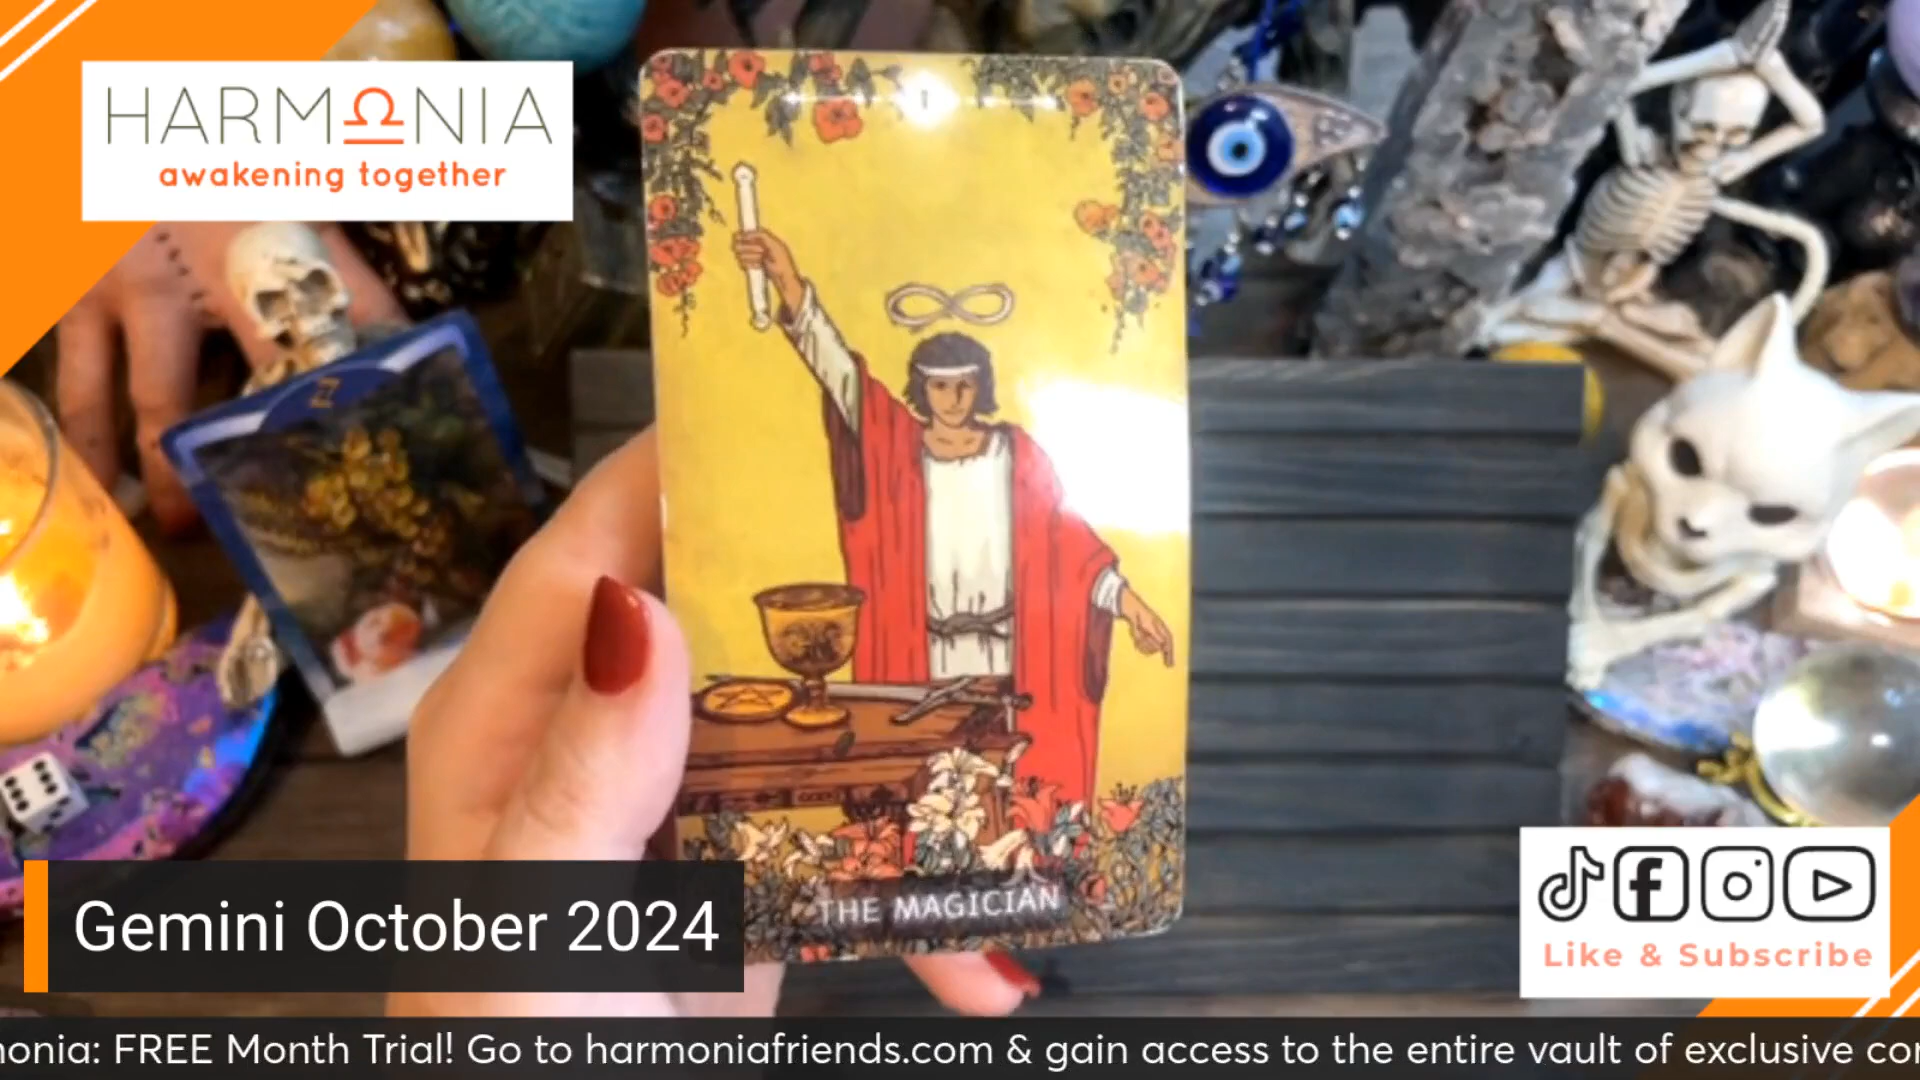 HARMΩNIA
awakening together
I
THE MAGICIAN
Gemini October 2024
Like & Subscribe
onia: FREE Month Trial! Go to harmoniafriends.com & gain access to the entire vault of exclusive